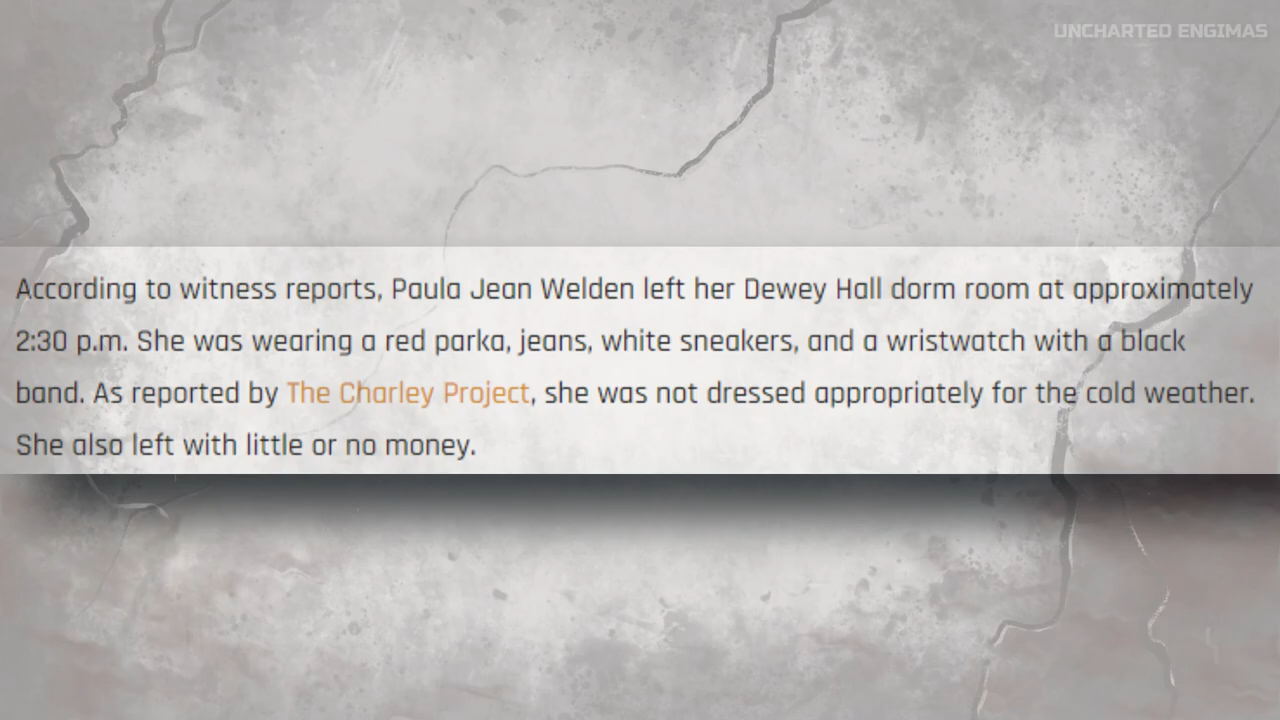 UNCHARTED ENGIMAS
According to witness reports, Paula Jean Welden left her Dewey Hall dorm room at approximately
2:30 p.m. She was wearing a red parka, jeans, white sneakers, and a wristwatch with a black
band. As reported by The Charley Project, she was not dressed appropriately for the cold weather.
She also left with little or no money.